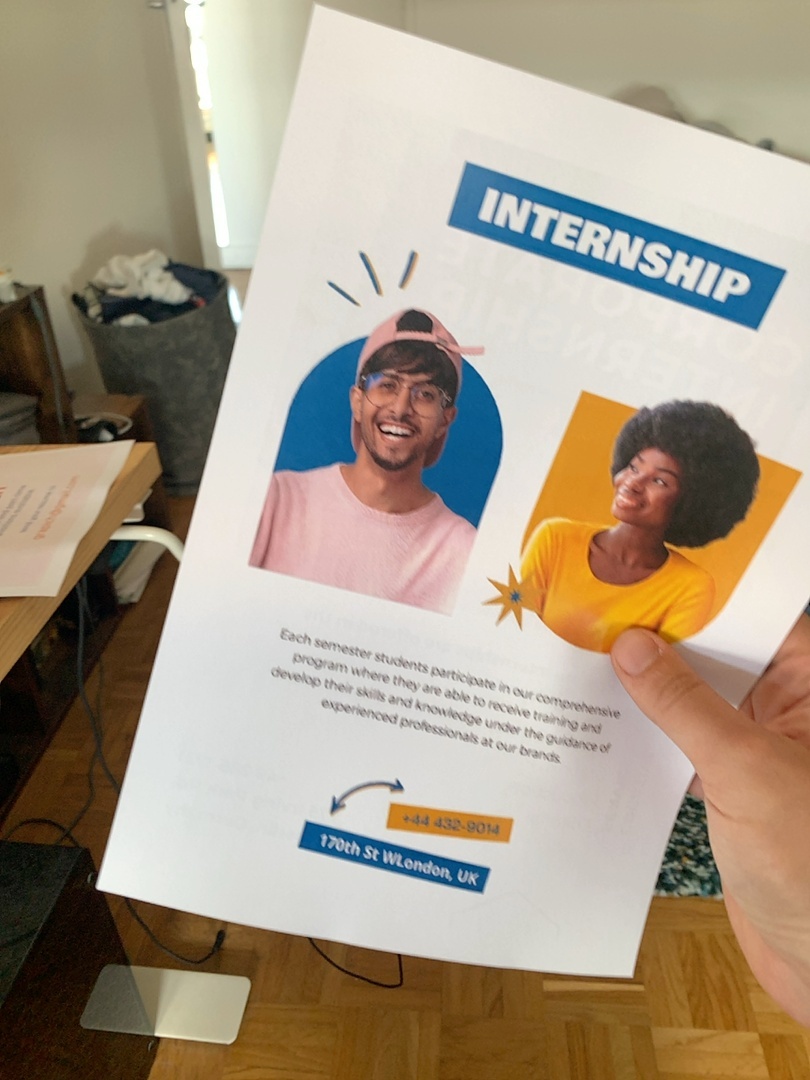 INTERNSHIP
Each semester students participate in our comprehensive
program where they are able to receive training and
develop their skills and knowledge under the guidance of
experienced professionals at our brands.
+44 432-9014
170th St WLondon, UK